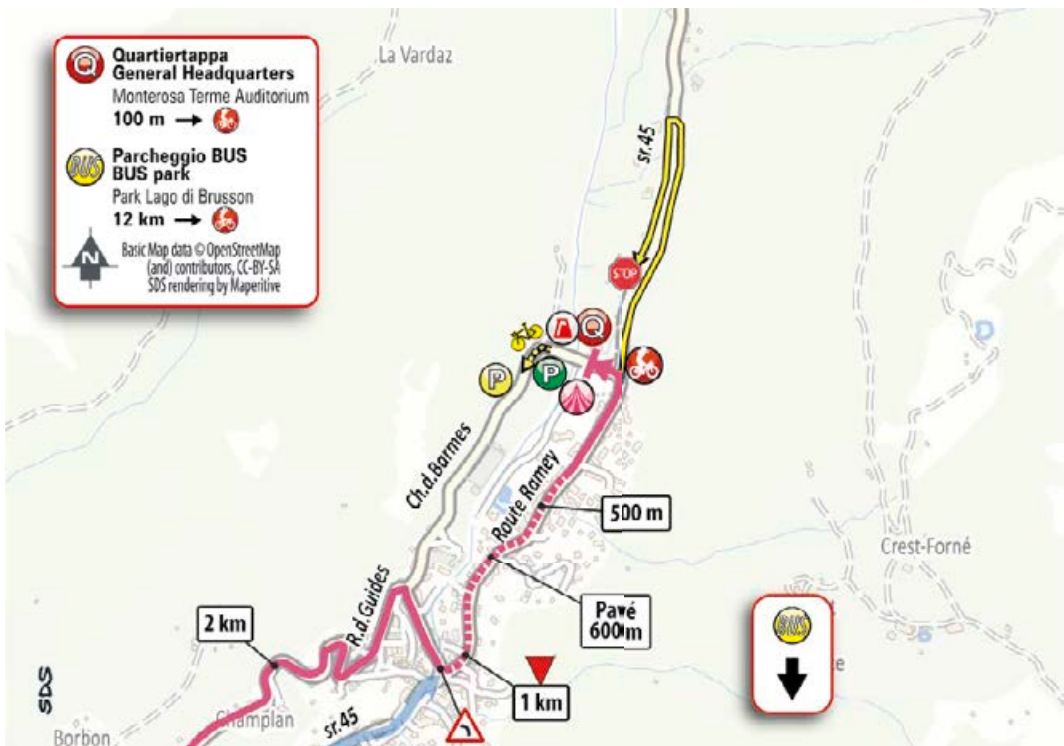 Quartiertappa
General Headquarters
Monterosa Terme Auditorium
100 m
Parcheggio BUS
BUS park
Park Lago di Brusson
12 km
Basic Map data © OpenStreetMap
(and) contributors, CC-BY-SA
SDS rendering by Maperitive
N
Q
BUS
La Vardaz
sr.45
STOP
Q
P
P
Ch.d.Barmes
Route Ramey
500 m
Crest-Forné
R.d.Guides
Pavé
600 m
2 km
BUS
1 km
SDS
Champlan
sr.45
Borbon